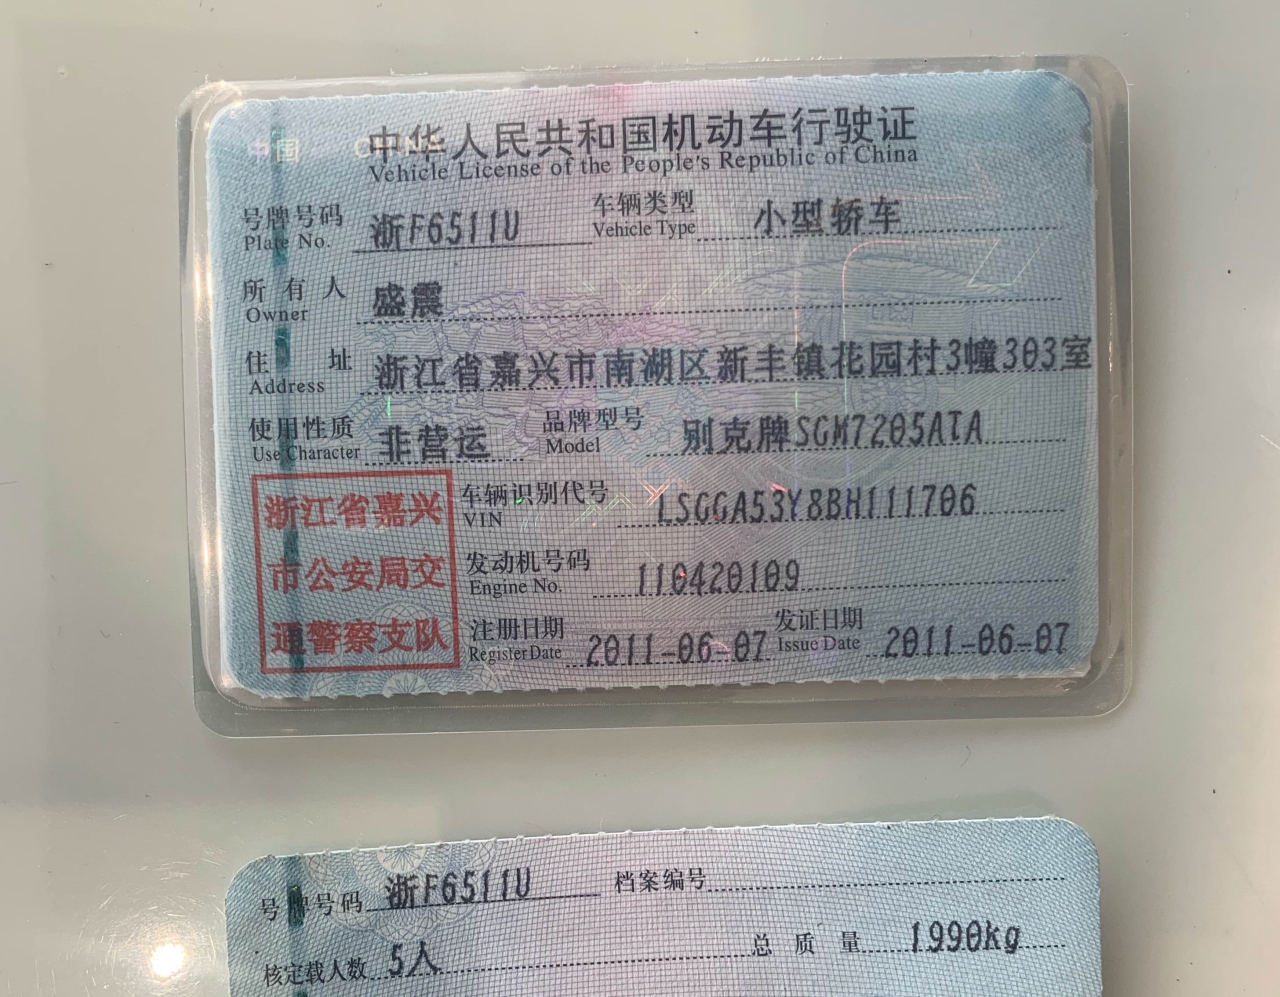 中国 CHINA
中华人民共和国机动车行驶证
Vehicle License of the People's Republic of China
号牌号码 浙F6511U 车辆类型 小型轿车
Plate No. Vehicle Type
所有人 盛震
Owner
住址 浙江省嘉兴市南湖区新丰镇花园村3幢303室
Address
使用性质 非营运 品牌型号 别克牌SGM7205ATA
Use Character Model
浙江省嘉兴
市公安局交
通警察支队
车辆识别代号 LSGGA53Y8BH111706
VIN
发动机号码 110420109
Engine No.
注册日期 2011-06-07 发证日期 2011-06-07
Register Date Issue Date
号牌号码 浙F6511U 档案编号
核定载人数 5人 总质量 1990kg